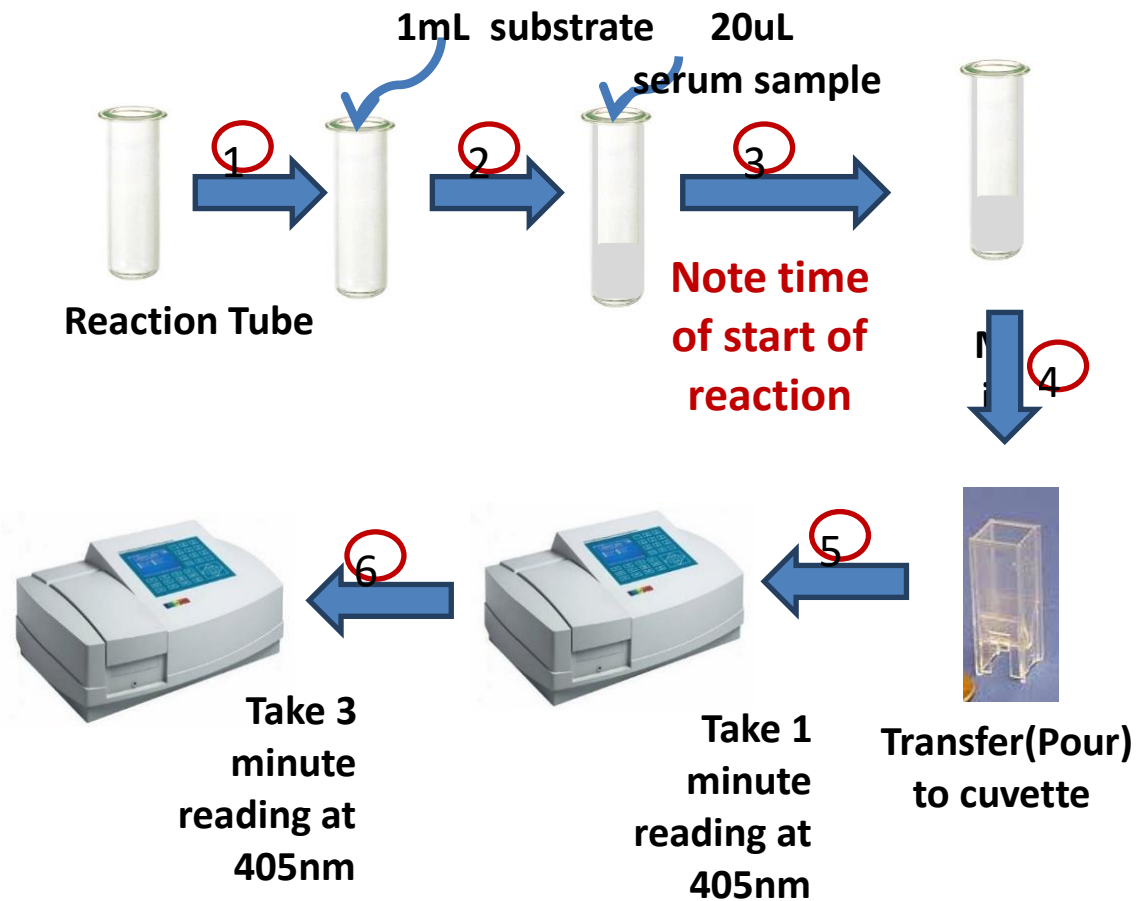 1mL substrate
20uL
serum sample
1
2
3
Reaction Tube
Note time
of start of
reaction
4
5
6
Take 3
minute
reading at
405nm
Take 1
minute
reading at
405nm
Transfer(Pour)
to cuvette